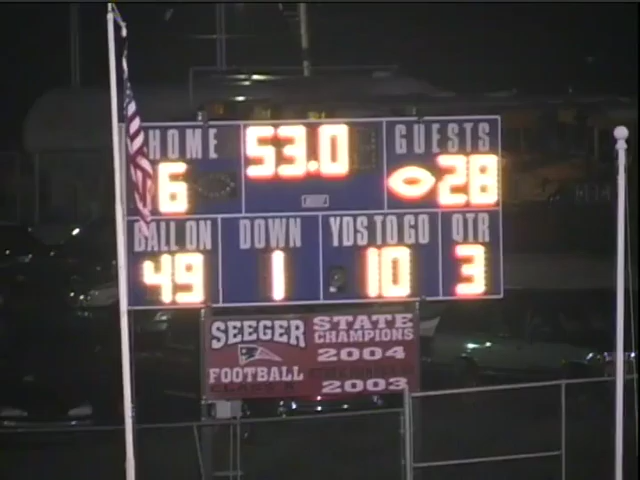 HOME 53.0 GUESTS
6 28
BALL ON DOWN YDS TO GO QTR
49 1 10 3
SEEGER STATE
CHAMPIONS
2004
FOOTBALL
2003